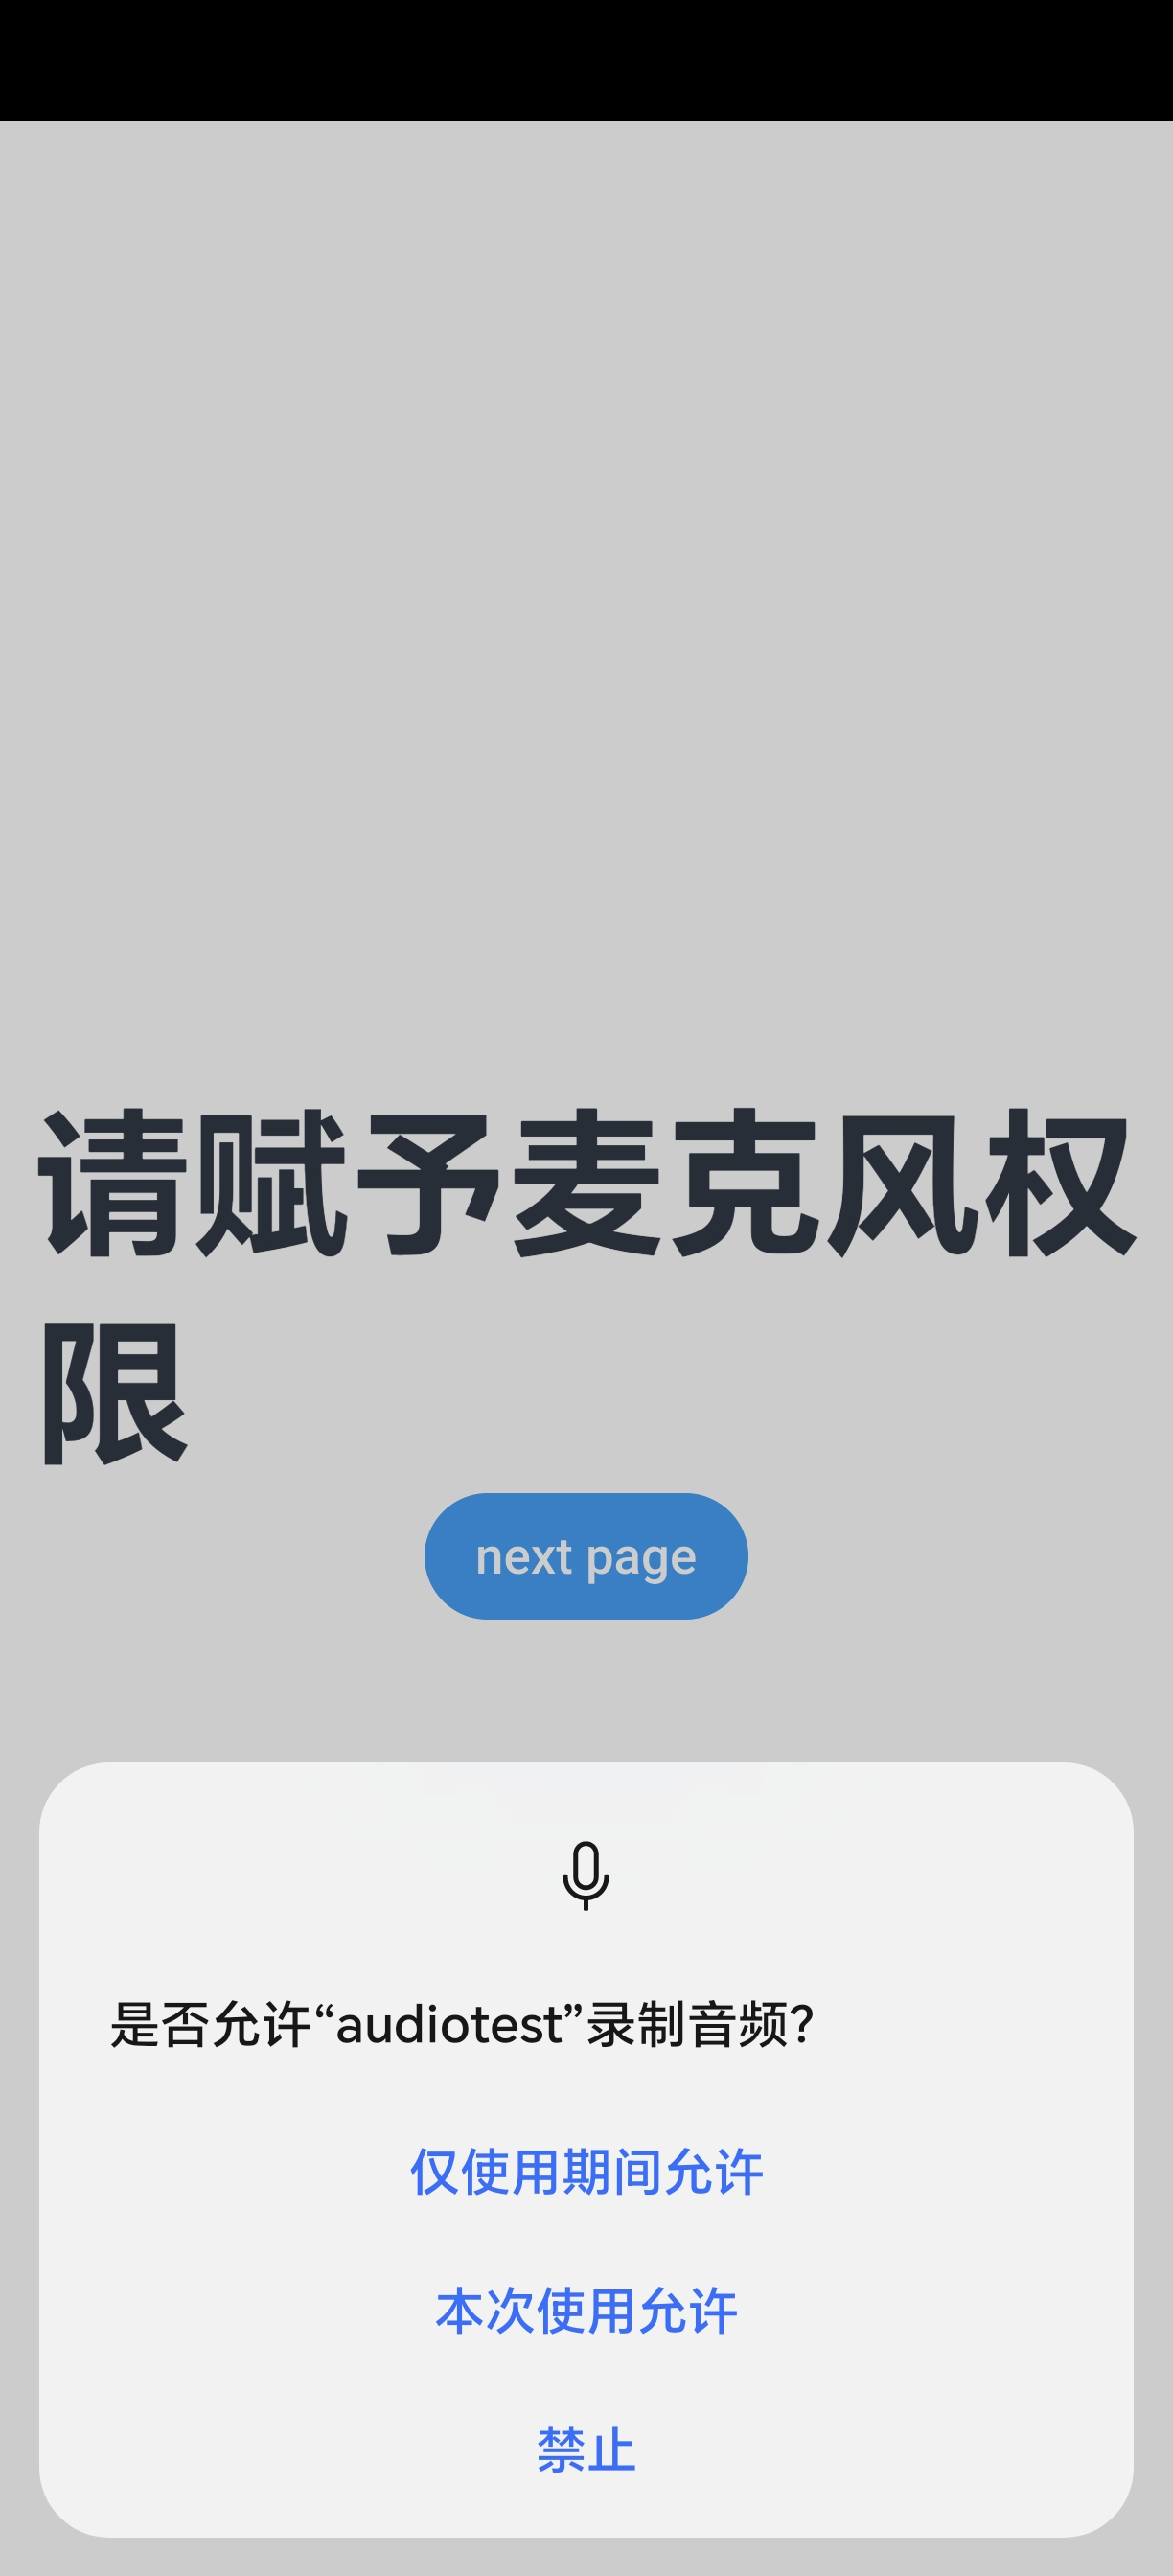 请赋予麦克风权
限
next page
是否允许“audiotest”录制音频?
仅使用期间允许
本次使用允许
禁止